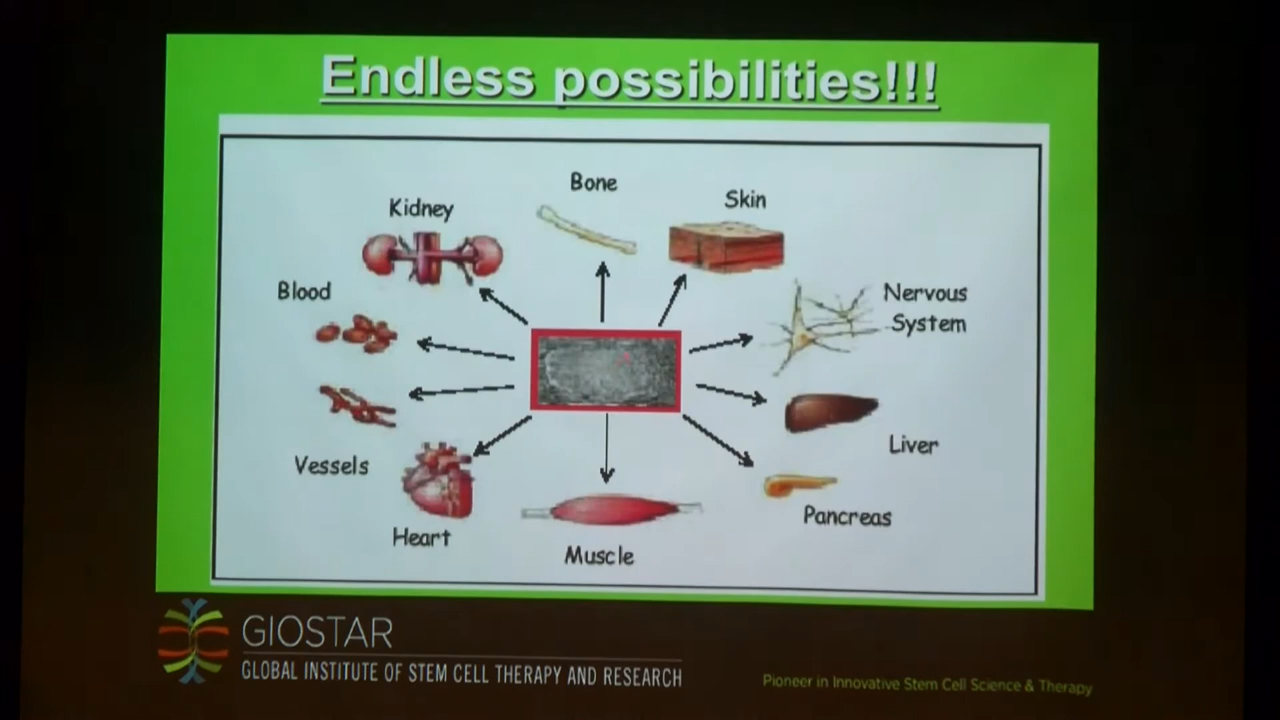 Endless possibilities!!!
Bone
Skin
Kidney
Blood
Nervous
System
Liver
Vessels
Pancreas
Heart
Muscle
GIOSTAR
GLOBAL INSTITUTE OF STEM CELL THERAPY AND RESEARCH
Pioneer in Innovative Stem Cell Science & Therapy